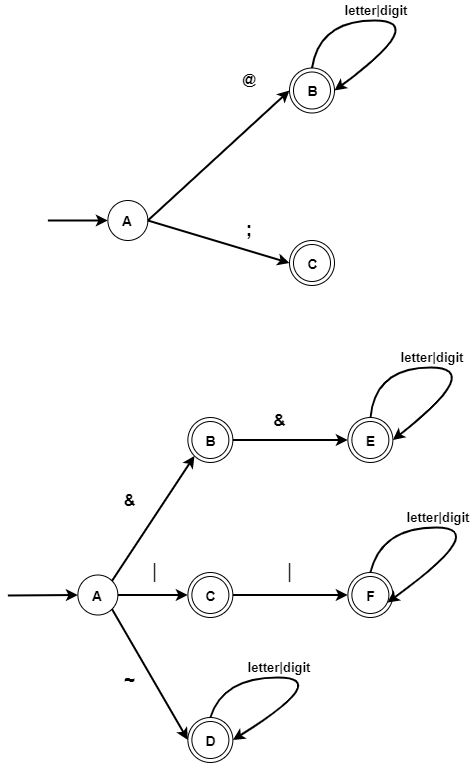 letter|digit
@
B
A
;
C
letter|digit
&
B
E
&
letter|digit
|
|
A
C
F
~
letter|digit
D